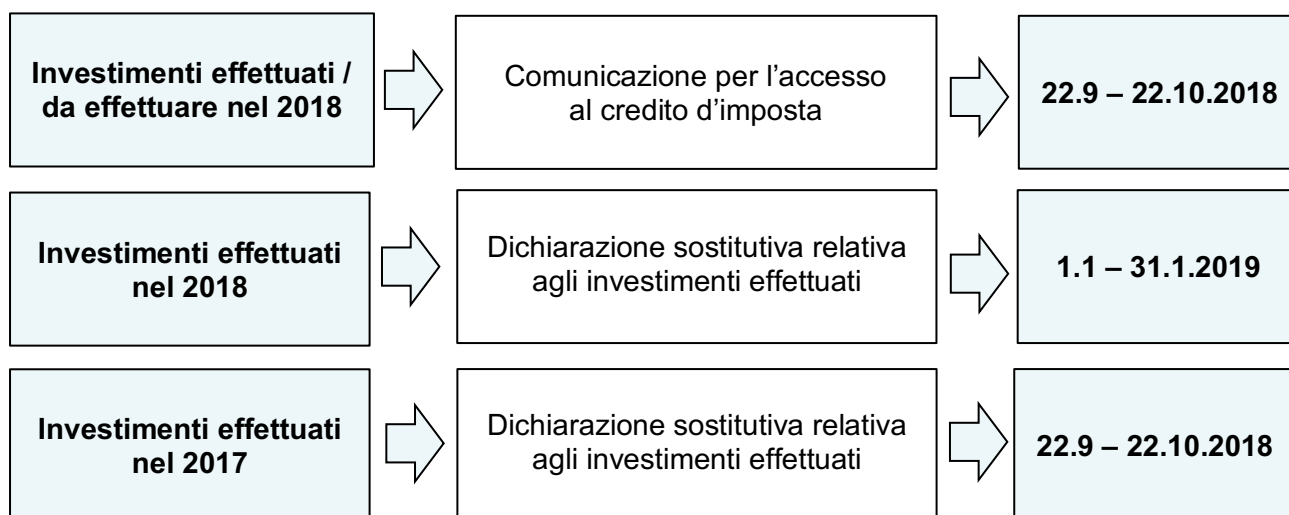 Investimenti effettuati /
da effettuare nel 2018
Comunicazione per l'accesso
al credito d'imposta
22.9 – 22.10.2018
Investimenti effettuati
nel 2018
Dichiarazione sostitutiva relativa
agli investimenti effettuati
1.1 – 31.1.2019
Investimenti effettuati
nel 2017
Dichiarazione sostitutiva relativa
agli investimenti effettuati
22.9 – 22.10.2018